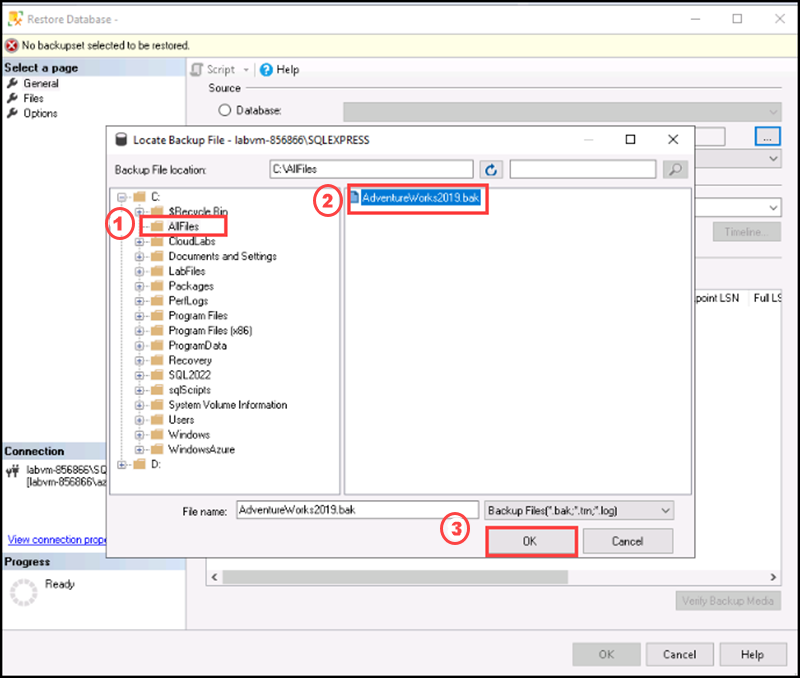 Restore Database -
No backupset selected to be restored.
Select a page
General
Files
Options
Script
Help
Source
Database:
...
Timeline...
point LSN Full LS
Locate Backup File - labvm-856866\SQLEXPRESS
Backup File location:
C:\AllFiles
C:
$Recycle.Bin
1
AllFiles
CloudLabs
Documents and Settings
LabFiles
Packages
PerfLogs
Program Files
Program Files (x86)
ProgramData
Recovery
SQL2022
sqlScripts
System Volume Information
Users
Windows
WindowsAzure
D:
2
AdventureWorks2019.bak
File name:
AdventureWorks2019.bak
Backup Files(*.bak;*.trn;*.log)
3
OK
Cancel
Connection
labvm-856866\SQ
[labvm-856866\az
View connection prope
Progress
Ready
Verify Backup Media
OK
Cancel
Help